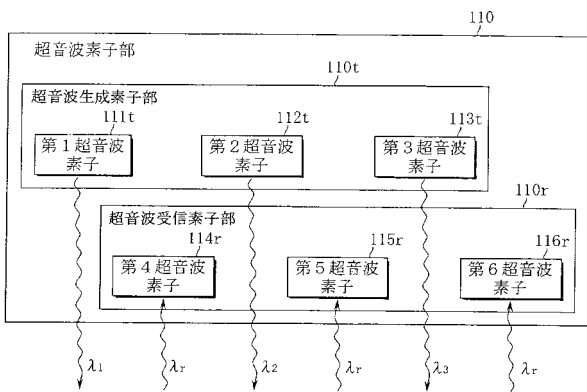 110
超音波素子部
110t
超音波生成素子部
111t
112t
113t
第1超音波
素子
第2超音波
素子
第3超音波
素子
110r
超音波受信素子部
114r
115r
116r
第4超音波
素子
第5超音波
素子
第6超音波
素子
λ1
λr
λ2
λr
λ3
λr